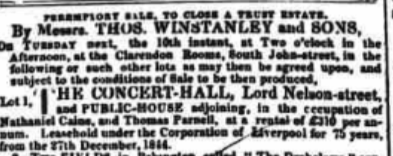 PEREMPTORY SALE, TO CLOSE A TRUST ESTATE.
By Messrs. THOS. WINSTANLEY and SONS,
On TUESDAY next, the 10th instant, at Two o'clock in the
Afternoon, at the Clarendon Rooms, South John-street, in the
following or such other lots as may then be agreed upon, and
subject to the conditions of Sale to be then produced,
Lot 1, THE CONCERT-HALL, Lord Nelson-street,
and PUBLIC-HOUSE adjoining, in the occupation of
Nathaniel Caine, and Thomas Parnell, at a rental of £310 per an-
num. Leasehold under the Corporation of Liverpool for 75 years,
from the 27th December, 1844.